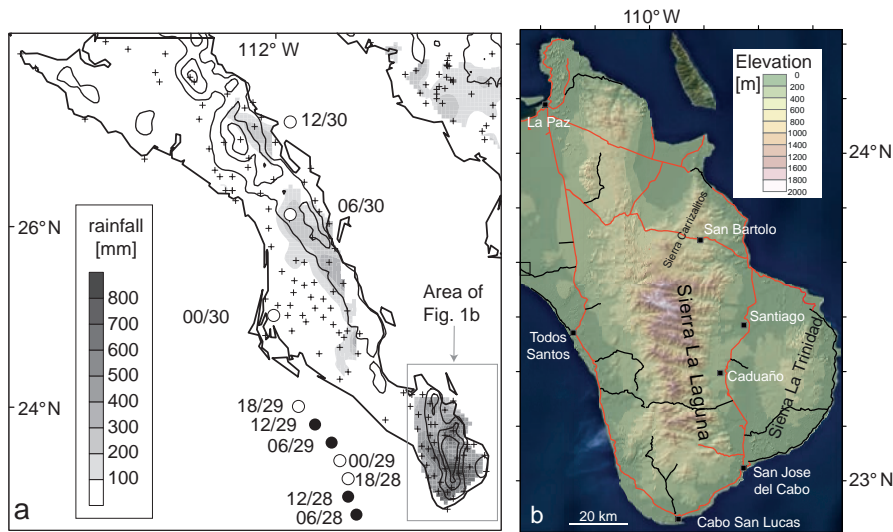 112° W
12/30
06/30
26° N
rainfall
[mm]
800
700
600
500
400
300
200
100
00/30
Area of
Fig. 1b
24° N
18/29
12/29
06/29
00/29
18/28
12/28
06/28
a
110° W
Elevation
[m]
0
200
400
600
800
1000
1200
1400
1600
1800
2000
La Paz
24° N
Sierra Carrizalitos
San Bartolo
Sierra La Laguna
Santiago
Todos
Santos
Caduaño
Sierra La Trinidad
23° N
San Jose
del Cabo
Cabo San Lucas
20 km
b